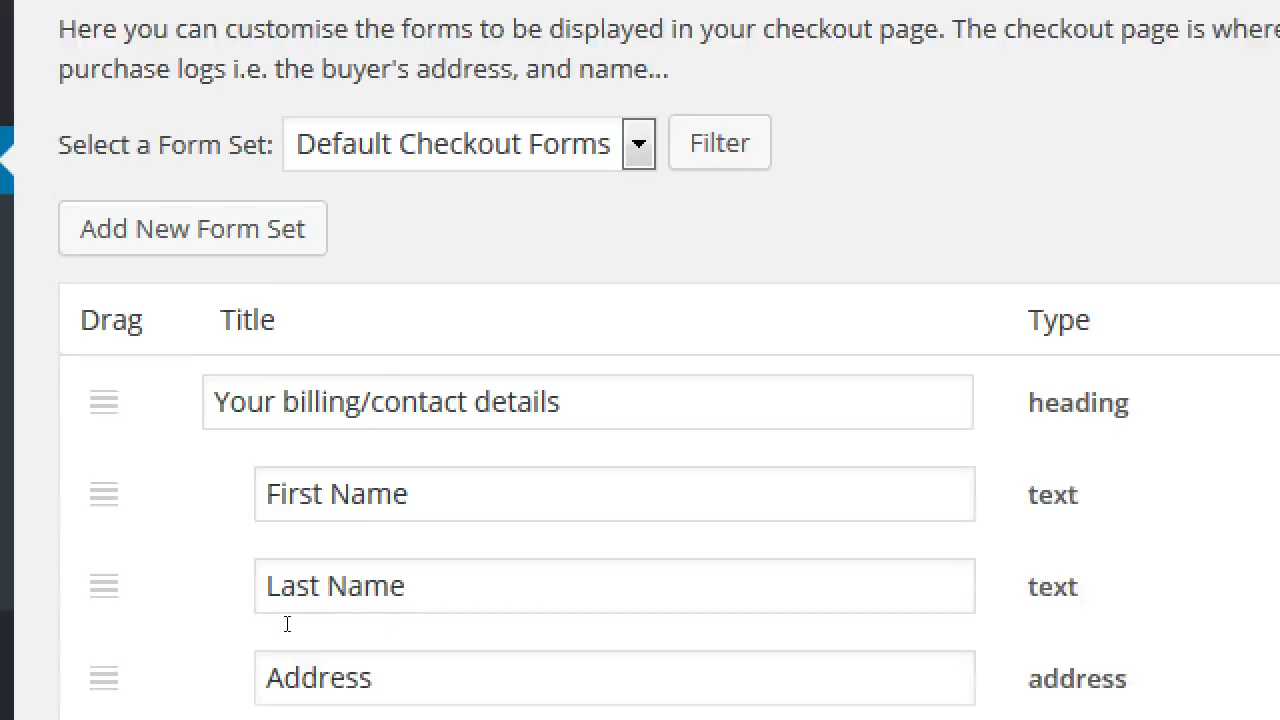 Here you can customise the forms to be displayed in your checkout page. The checkout page is where
purchase logs i.e. the buyer's address, and name...
Select a Form Set: Default Checkout Forms Filter
Add New Form Set
Drag Title Type
Your billing/contact details heading
First Name text
Last Name text
Address address